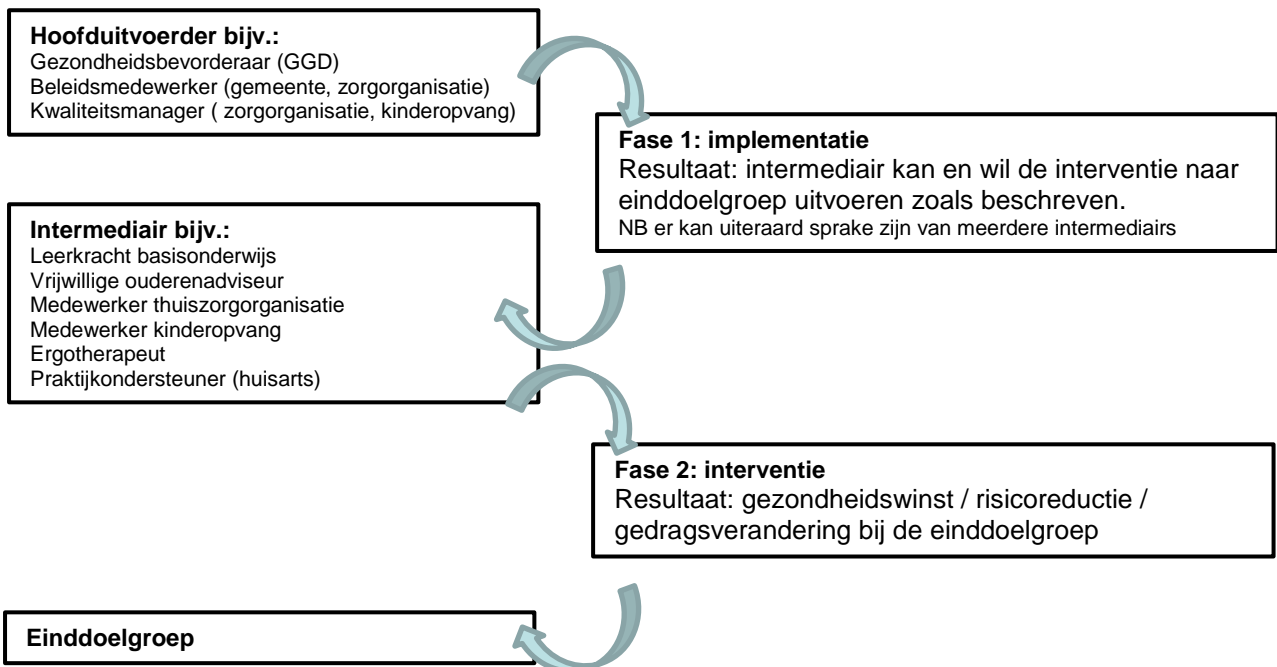 Hoofduitvoerder bijv.:
Gezondheidsbevorderaar (GGD)
Beleidsmedewerker (gemeente, zorgorganisatie)
Kwaliteitsmanager ( zorgorganisatie, kinderopvang)
Fase 1: implementatie
Resultaat: intermediair kan en wil de interventie naar
einddoelgroep uitvoeren zoals beschreven.
NB er kan uiteraard sprake zijn van meerdere intermediairs
Intermediair bijv.:
Leerkracht basisonderwijs
Vrijwillige ouderenadviseur
Medewerker thuiszorgorganisatie
Medewerker kinderopvang
Ergotherapeut
Praktijkondersteuner (huisarts)
Fase 2: interventie
Resultaat: gezondheidswinst / risicoreductie /
gedragsverandering bij de einddoelgroep
Einddoelgroep